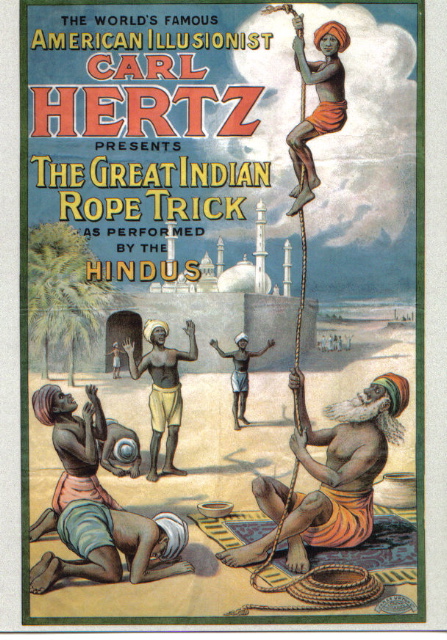 THE WORLD'S FAMOUS
AMERICAN ILLUSIONIST
CARL
HERTZ
PRESENTS
THE GREAT INDIAN
ROPE TRICK
AS PERFORMED
BY THE
HINDUS